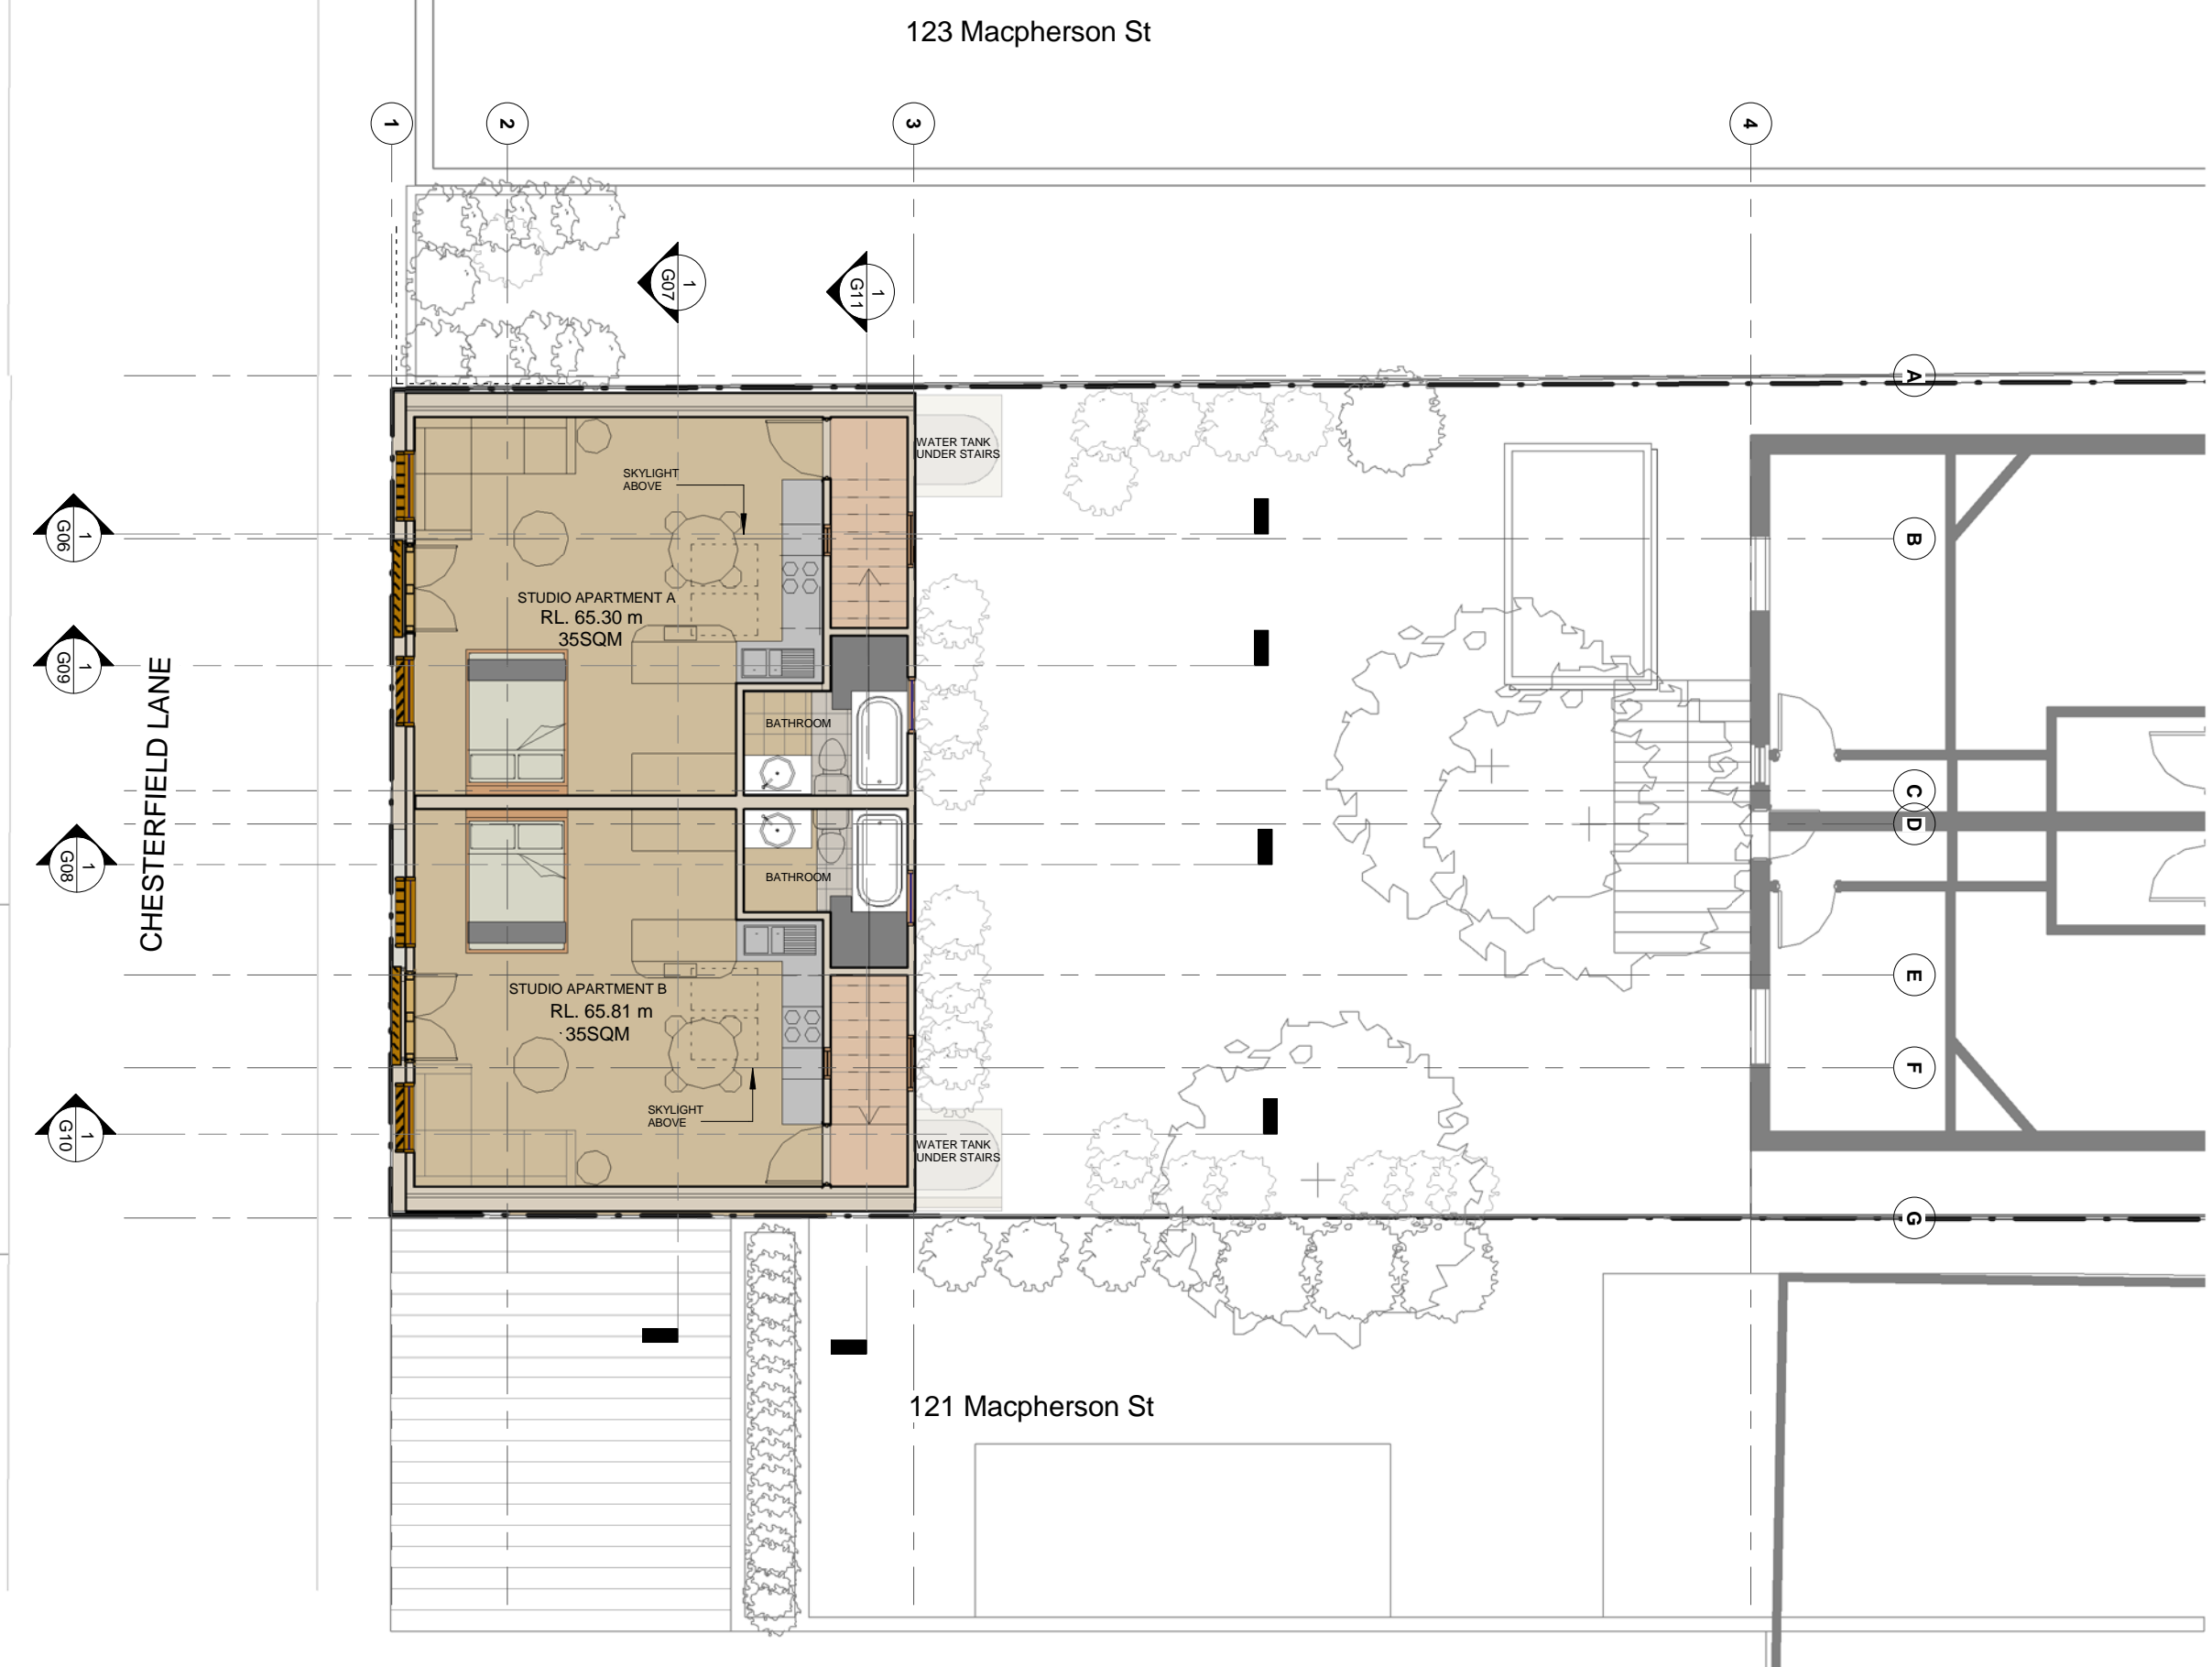 123 Macpherson St
1
2
3
4
1
G07
1
G11
A
WATER TANK
UNDER STAIRS
SKYLIGHT
ABOVE
1
G06
B
STUDIO APARTMENT A
RL. 65.30 m
35SQM
1
G09
CHESTERFIELD LANE
BATHROOM
C
D
1
G08
BATHROOM
E
STUDIO APARTMENT B
RL. 65.81 m
35SQM
F
SKYLIGHT
ABOVE
1
G10
WATER TANK
UNDER STAIRS
G
121 Macpherson St